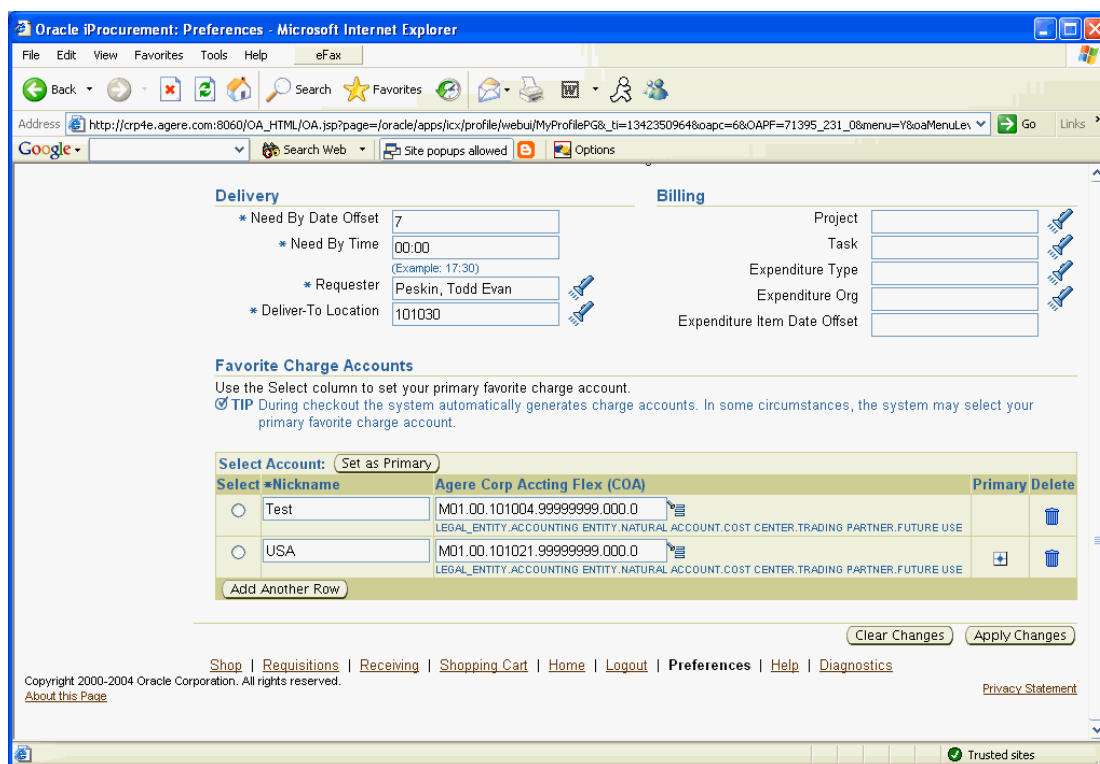 Oracle iProcurement: Preferences - Microsoft Internet Explorer
File Edit View Favorites Tools Help eFax
Back Search Favorites
Address http://crp4e.agere.com:8060/OA_HTML/OA.jsp?page=/oracle/apps/icx/profile/webui/MyProfilePG&_ti=1342350964&oapc=6&OAPF=71395_231_0&menu=Y&oaMenuLev Go Links
Google Search Web Site popups allowed Options
Delivery Billing
* Need By Date Offset 7 Project
* Need By Time 00:00 Task
(Example: 17:30) Expenditure Type
* Requester Peskin, Todd Evan Expenditure Org
* Deliver-To Location 101030 Expenditure Item Date Offset
Favorite Charge Accounts
Use the Select column to set your primary favorite charge account.
TIP During checkout the system automatically generates charge accounts. In some circumstances, the system may select your
primary favorite charge account.
Select Account: Set as Primary
Select *Nickname Agere Corp Accting Flex (COA) Primary Delete
Test M01.00.101004.99999999.000.0
LEGAL_ENTITY.ACCOUNTING ENTITY.NATURAL ACCOUNT.COST CENTER.TRADING PARTNER.FUTURE USE
USA M01.00.101021.99999999.000.0
LEGAL_ENTITY.ACCOUNTING ENTITY.NATURAL ACCOUNT.COST CENTER.TRADING PARTNER.FUTURE USE
Add Another Row
Clear Changes Apply Changes
Shop | Requisitions | Receiving | Shopping Cart | Home | Logout | Preferences | Help | Diagnostics
Copyright 2000-2004 Oracle Corporation. All rights reserved.
About this Page Privacy Statement
Trusted sites